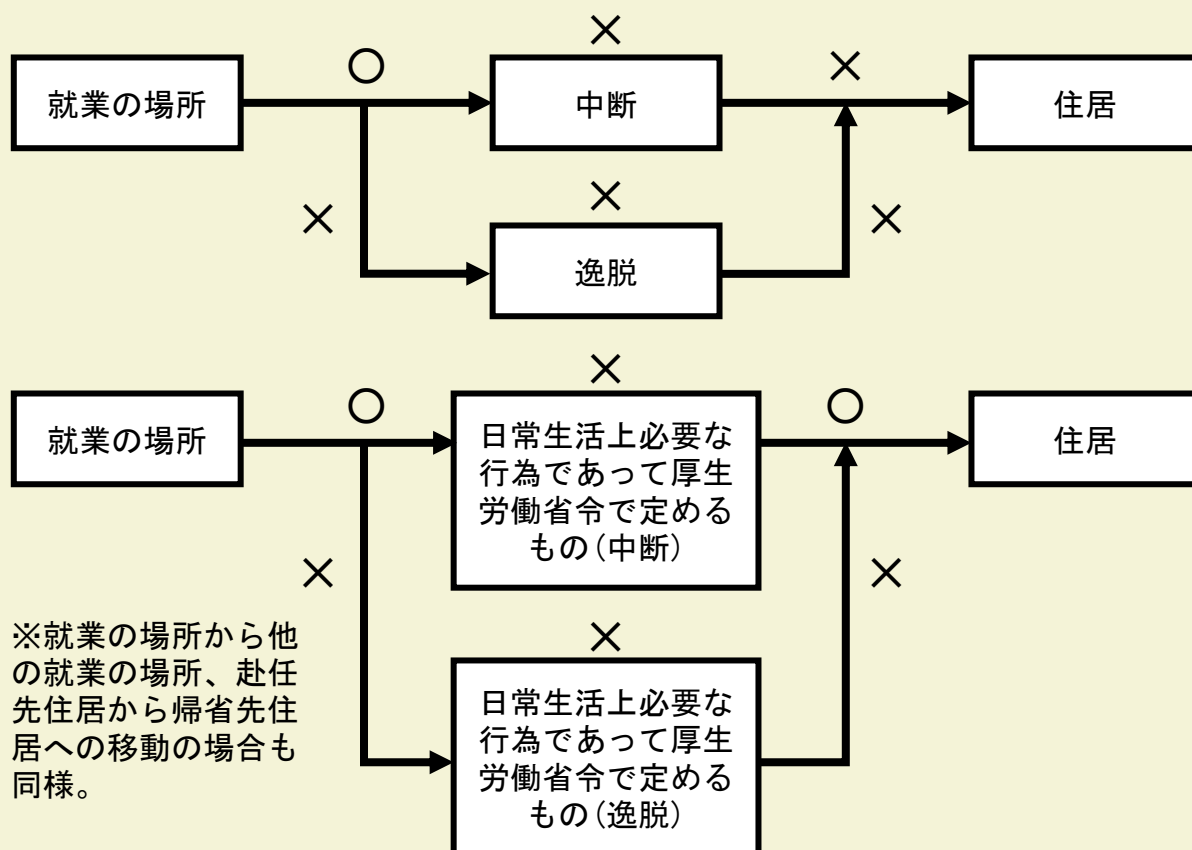 ×
○
×
就業の場所
中断
住居
×
×
×
逸脱
×
○
○
就業の場所
日常生活上必要な
行為であって厚生
労働省令で定める
もの(中断)
住居
×
×
※就業の場所から他
の就業の場所、赴任
先住居から帰省先住
居への移動の場合も
同様。
×
日常生活上必要な
行為であって厚生
労働省令で定める
もの(逸脱)